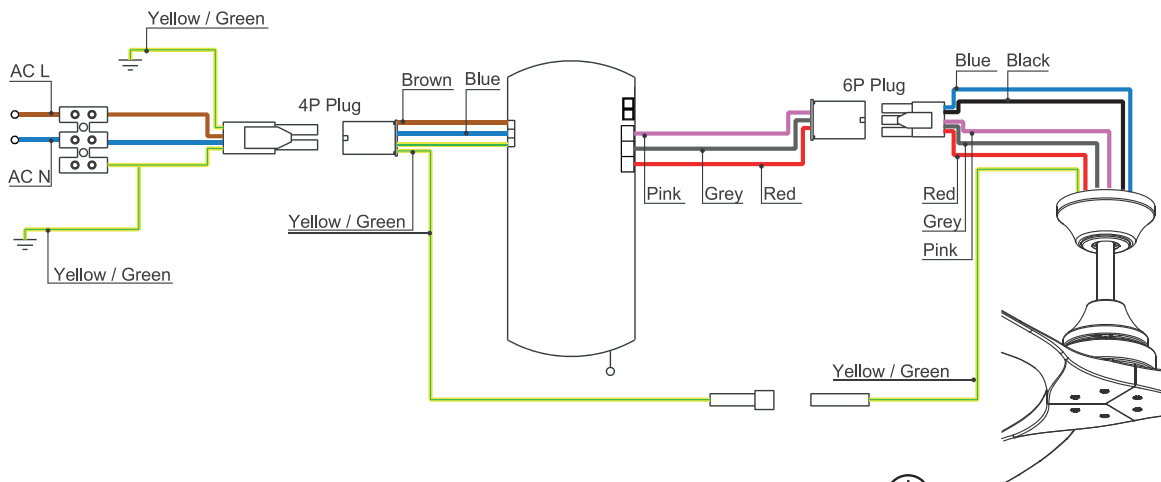 Yellow / Green
AC L
4P Plug
Brown
Blue
6P Plug
Blue
Black
AC N
Yellow / Green
Yellow / Green
Pink
Grey
Red
Red
Grey
Pink
Yellow / Green